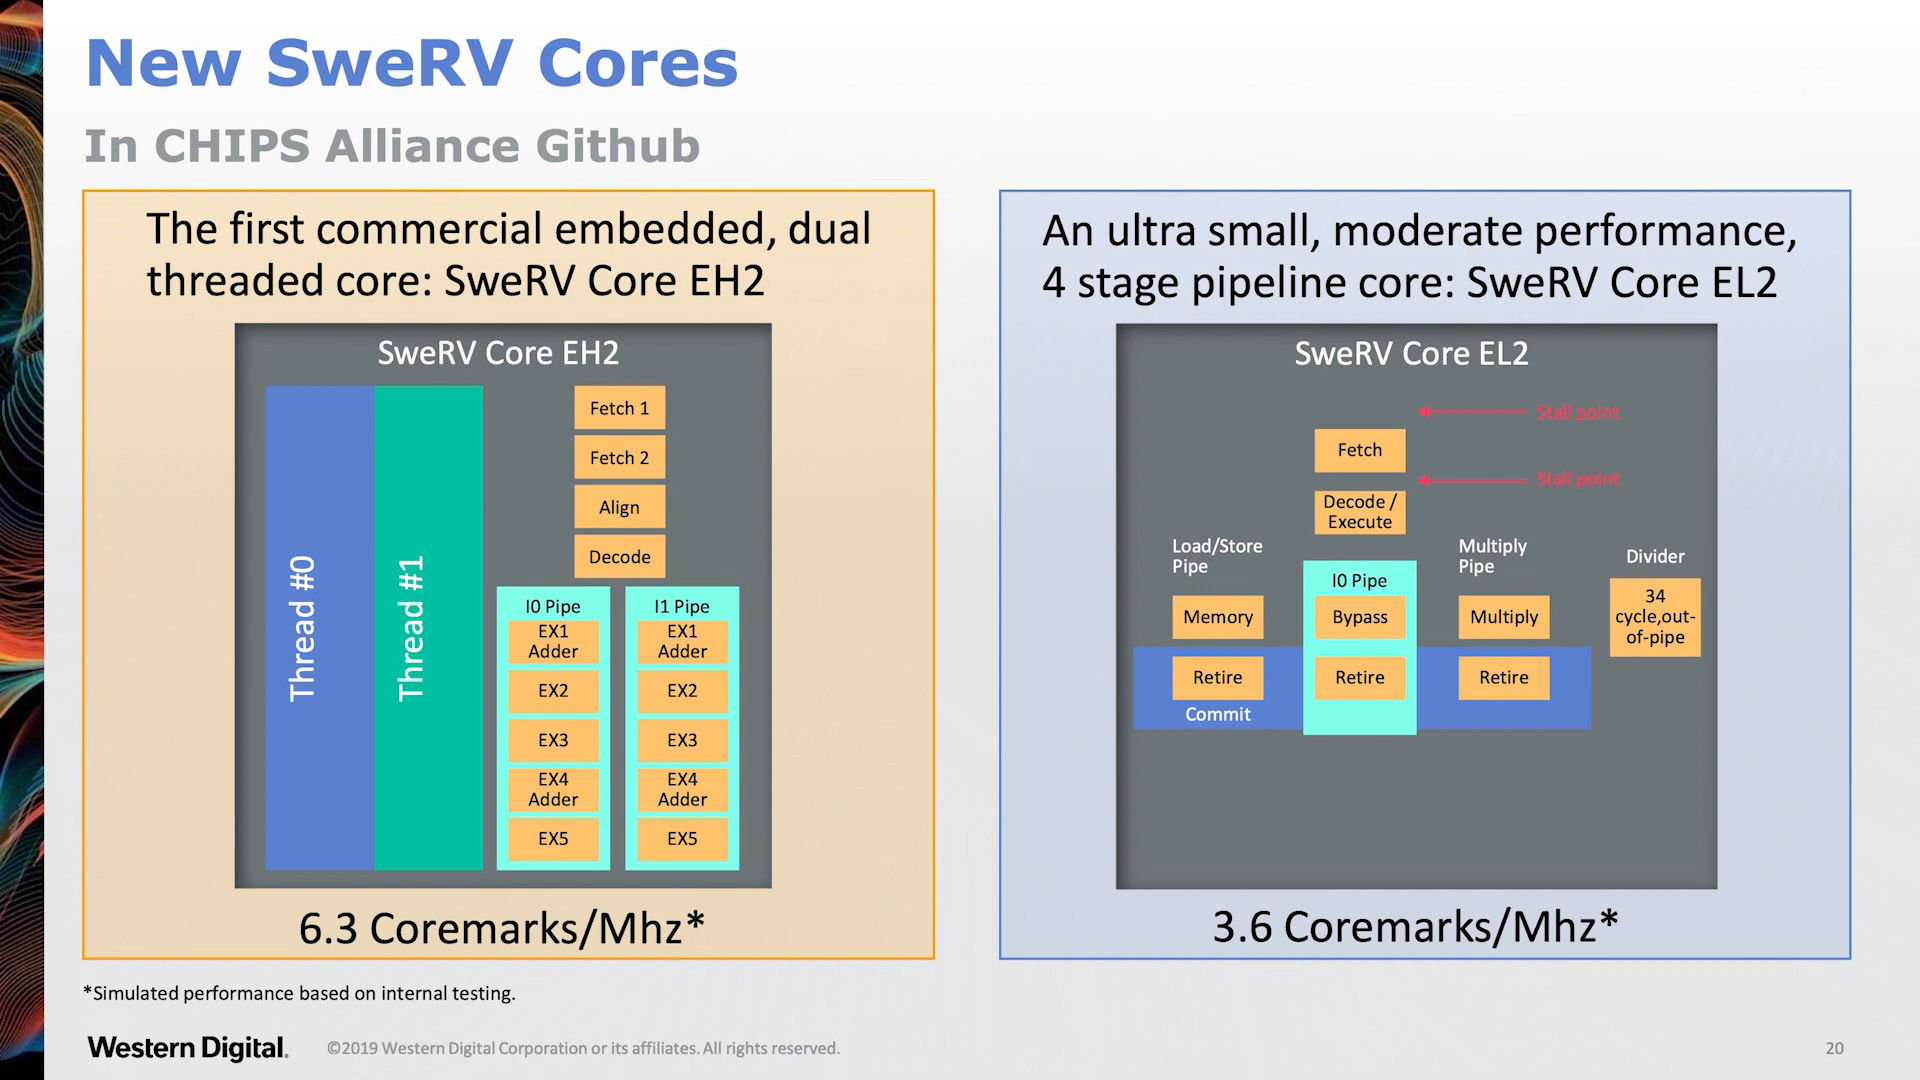 New SweRV Cores
In CHIPS Alliance Github
The first commercial embedded, dual
threaded core: SweRV Core EH2
SweRV Core EH2
Thread #0
Thread #1
Fetch 1
Fetch 2
Align
Decode
I0 Pipe
EX1
Adder
EX2
EX3
EX4
Adder
EX5
I1 Pipe
EX1
Adder
EX2
EX3
EX4
Adder
EX5
6.3 Coremarks/Mhz*
An ultra small, moderate performance,
4 stage pipeline core: SweRV Core EL2
SweRV Core EL2
Stall point
Fetch
Stall point
Decode /
Execute
Load/Store
Pipe
Memory
Retire
Commit
I0 Pipe
Bypass
Retire
Multiply
Pipe
Multiply
Retire
Divider
34
cycle,out-
of-pipe
3.6 Coremarks/Mhz*
*Simulated performance based on internal testing.
Western Digital.
©2019 Western Digital Corporation or its affiliates. All rights reserved.
20